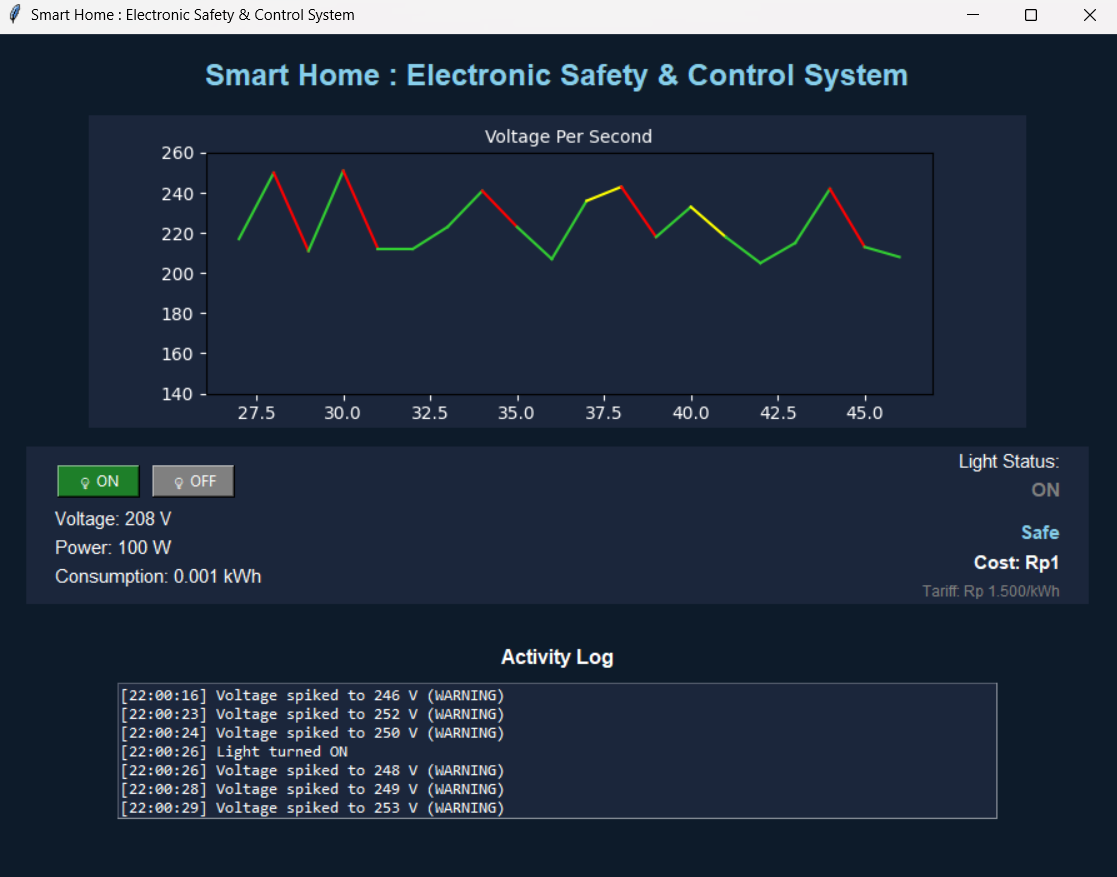 Smart Home : Electronic Safety & Control System
Smart Home : Electronic Safety & Control System
Voltage Per Second
260
240
220
200
180
160
140
27.5 30.0 32.5 35.0 37.5 40.0 42.5 45.0
ON OFF
Voltage: 208 V
Power: 100 W
Consumption: 0.001 kWh
Light Status:
ON
Safe
Cost: Rp1
Tariff: Rp 1.500/kWh
Activity Log
[22:00:16] Voltage spiked to 246 V (WARNING)
[22:00:23] Voltage spiked to 252 V (WARNING)
[22:00:24] Voltage spiked to 250 V (WARNING)
[22:00:26] Light turned ON
[22:00:26] Voltage spiked to 248 V (WARNING)
[22:00:28] Voltage spiked to 249 V (WARNING)
[22:00:29] Voltage spiked to 253 V (WARNING)